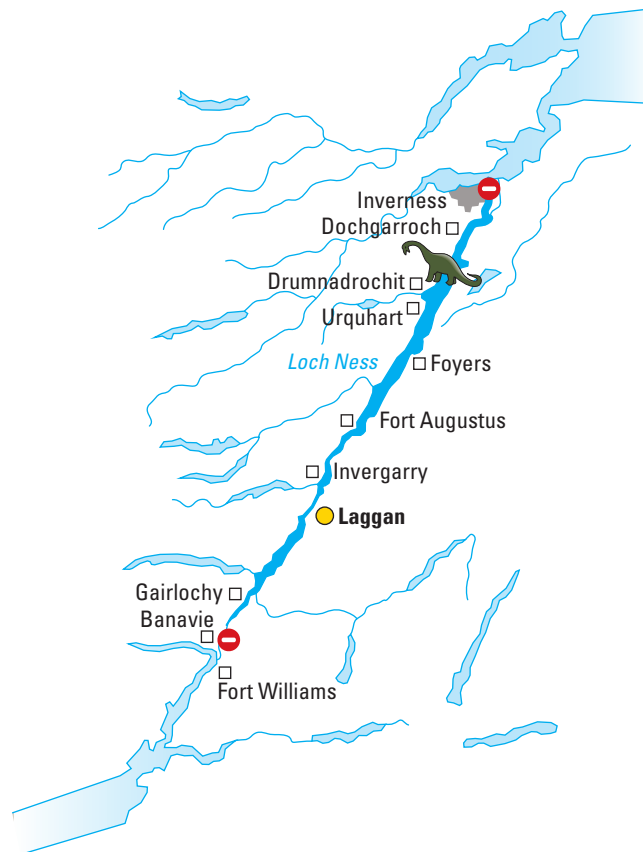 Inverness
Dochgarroch
Drumnadrochit
Urquhart
Loch Ness
Foyers
Fort Augustus
Invergarry
Laggan
Gairlochy
Banavie
Fort Williams